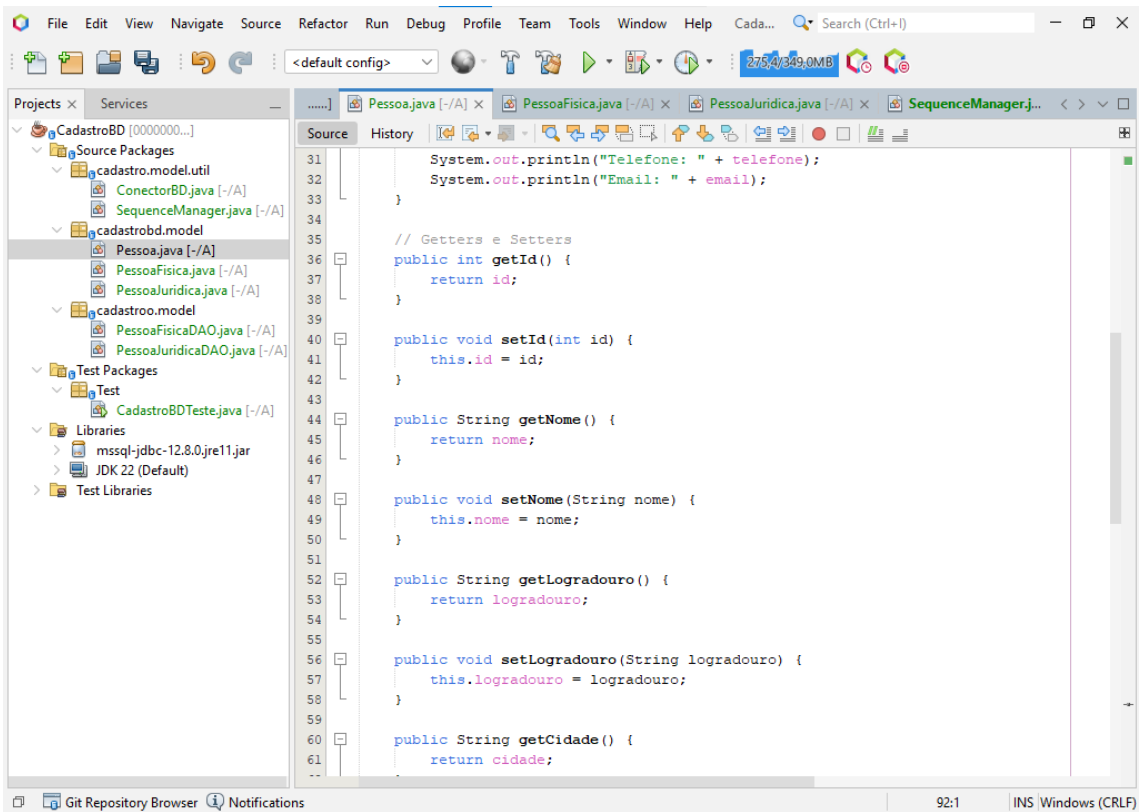 File Edit View Navigate Source Refactor Run Debug Profile Team Tools Window Help Cada... Search (Ctrl+I)
<default config> 275,4/349,0MB
Projects Services
CadastroBD [0000000...]
Source Packages
cadastro.model.util
ConectorBD.java [-/A]
SequenceManager.java [-/A]
cadastrobd.model
Pessoa.java [-/A]
PessoaFisica.java [-/A]
PessoaJuridica.java [-/A]
cadastroo.model
PessoaFisicaDAO.java [-/A]
PessoaJuridicaDAO.java [-/A]
Test Packages
Test
CadastroBDTeste.java [-/A]
Libraries
mssql-jdbc-12.8.0.jre11.jar
JDK 22 (Default)
Test Libraries
.....] Pessoa.java [-/A] PessoaFisica.java [-/A] PessoaJuridica.java [-/A] SequenceManager.j...
Source History
31 System.out.println("Telefone: " + telefone);
32 System.out.println("Email: " + email);
33 }
34
35 // Getters e Setters
36 public int getId() {
37 return id;
38 }
39
40 public void setId(int id) {
41 this.id = id;
42 }
43
44 public String getNome() {
45 return nome;
46 }
47
48 public void setNome(String nome) {
49 this.nome = nome;
50 }
51
52 public String getLogradouro() {
53 return logradouro;
54 }
55
56 public void setLogradouro(String logradouro) {
57 this.logradouro = logradouro;
58 }
59
60 public String getCidade() {
61 return cidade;
Git Repository Browser Notifications 92:1 INS Windows (CRLF)